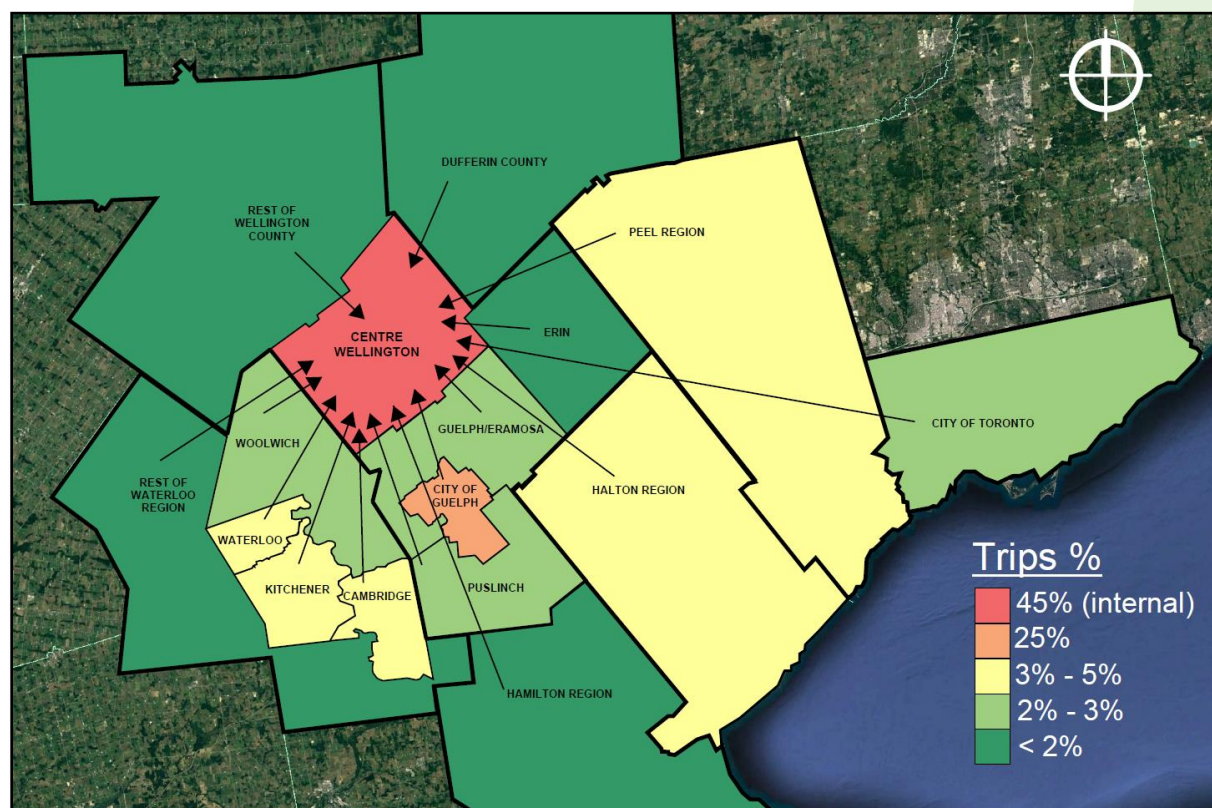 DUFFERIN COUNTY
REST OF
WELLINGTON
COUNTY
PEEL REGION
ERIN
CENTRE
WELLINGTON
CITY OF TORONTO
GUELPH/ERAMOSA
WOOLWICH
HALTON REGION
REST OF
WATERLOO
REGION
CITY OF
GUELPH
WATERLOO
KITCHENER
CAMBRIDGE
PUSLINCH
HAMILTON REGION
Trips %
45% (internal)
25%
3% - 5%
2% - 3%
< 2%